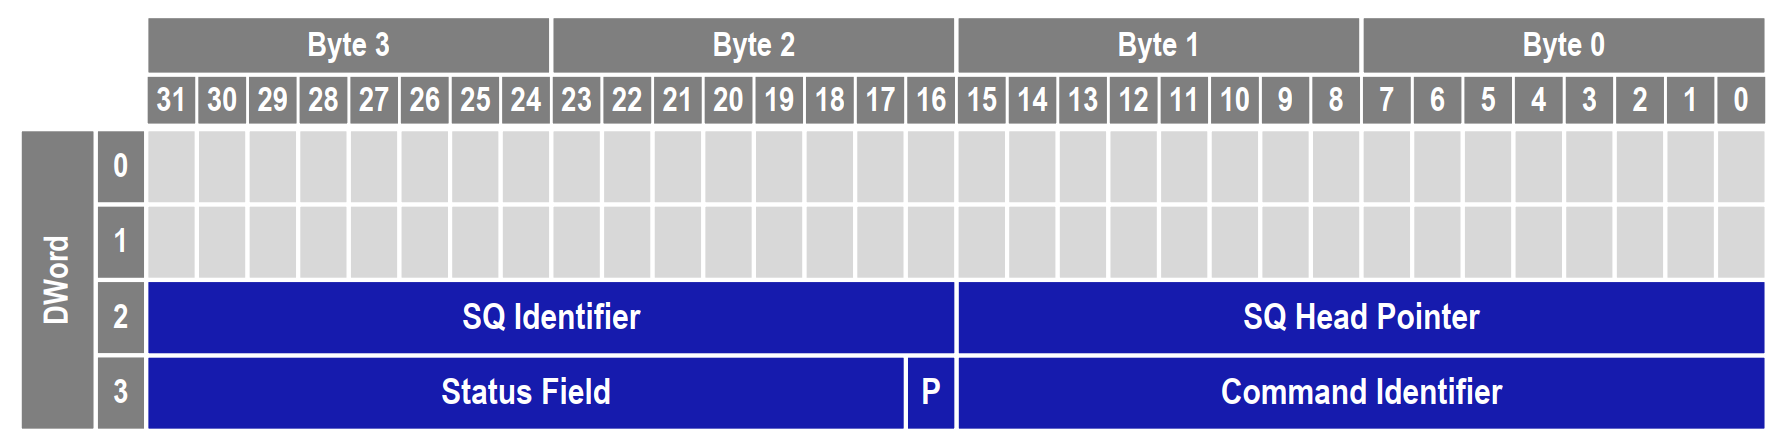 Byte 3 Byte 2 Byte 1 Byte 0
31 30 29 28 27 26 25 24 23 22 21 20 19 18 17 16 15 14 13 12 11 10 9 8 7 6 5 4 3 2 1 0
DWord
0
1
2 SQ Identifier SQ Head Pointer
3 Status Field P Command Identifier